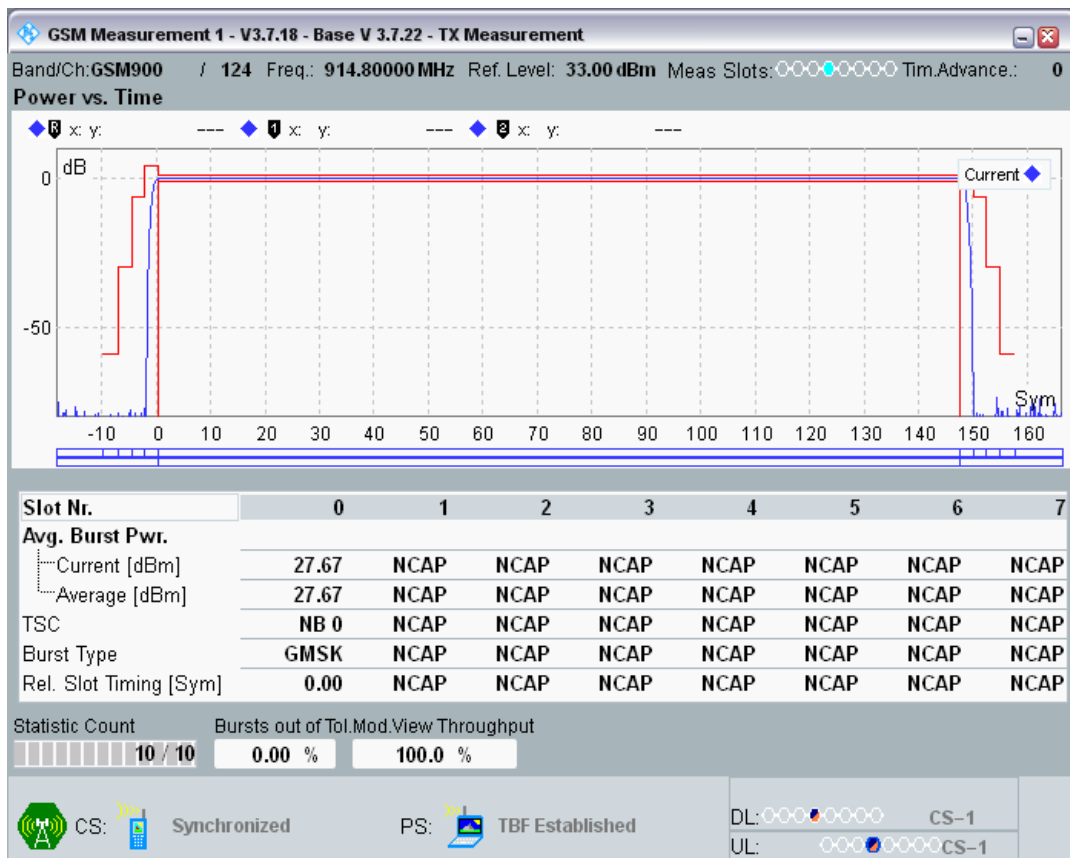 GSM Measurement 1 - V3.7.18 - Base V 3.7.22 - TX Measurement
Band/Ch:GSM900 / 124 Freq.: 914.80000 MHz Ref. Level: 33.00 dBm Meas Slots: Tim.Advance.: 0
Power vs. Time
R x: y: --- 1 x: y: --- 2 x: y: ---
dB
Current
0
-50
Sym
-10 0 10 20 30 40 50 60 70 80 90 100 110 120 130 140 150 160
Slot Nr. 0 1 2 3 4 5 6 7
Avg. Burst Pwr.
Current [dBm] 27.67 NCAP NCAP NCAP NCAP NCAP NCAP NCAP
Average [dBm] 27.67 NCAP NCAP NCAP NCAP NCAP NCAP NCAP
TSC NB 0 NCAP NCAP NCAP NCAP NCAP NCAP NCAP
Burst Type GMSK NCAP NCAP NCAP NCAP NCAP NCAP NCAP
Rel. Slot Timing [Sym] 0.00 NCAP NCAP NCAP NCAP NCAP NCAP NCAP
Statistic Count Bursts out of Tol. Mod.View Throughput
10 / 10 0.00 % 100.0 %
CS: Synchronized PS: TBF Established
DL: CS-1
UL: CS-1